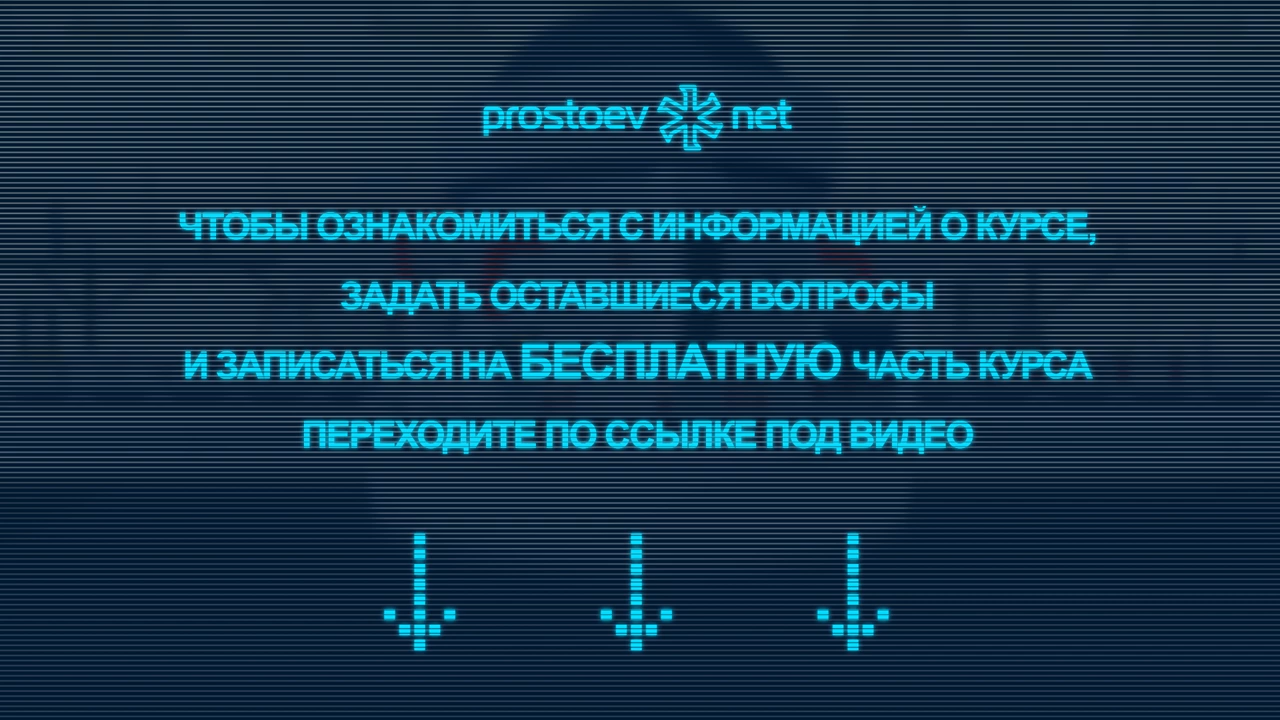 prostoev net
ЧТОБЫ ОЗНАКОМИТЬСЯ С ИНФОРМАЦИЕЙ О КУРСЕ,
ЗАДАТЬ ОСТАВШИЕСЯ ВОПРОСЫ
И ЗАПИСАТЬСЯ НА БЕСПЛАТНУЮ ЧАСТЬ КУРСА
ПЕРЕХОДИТЕ ПО ССЫЛКЕ ПОД ВИДЕО